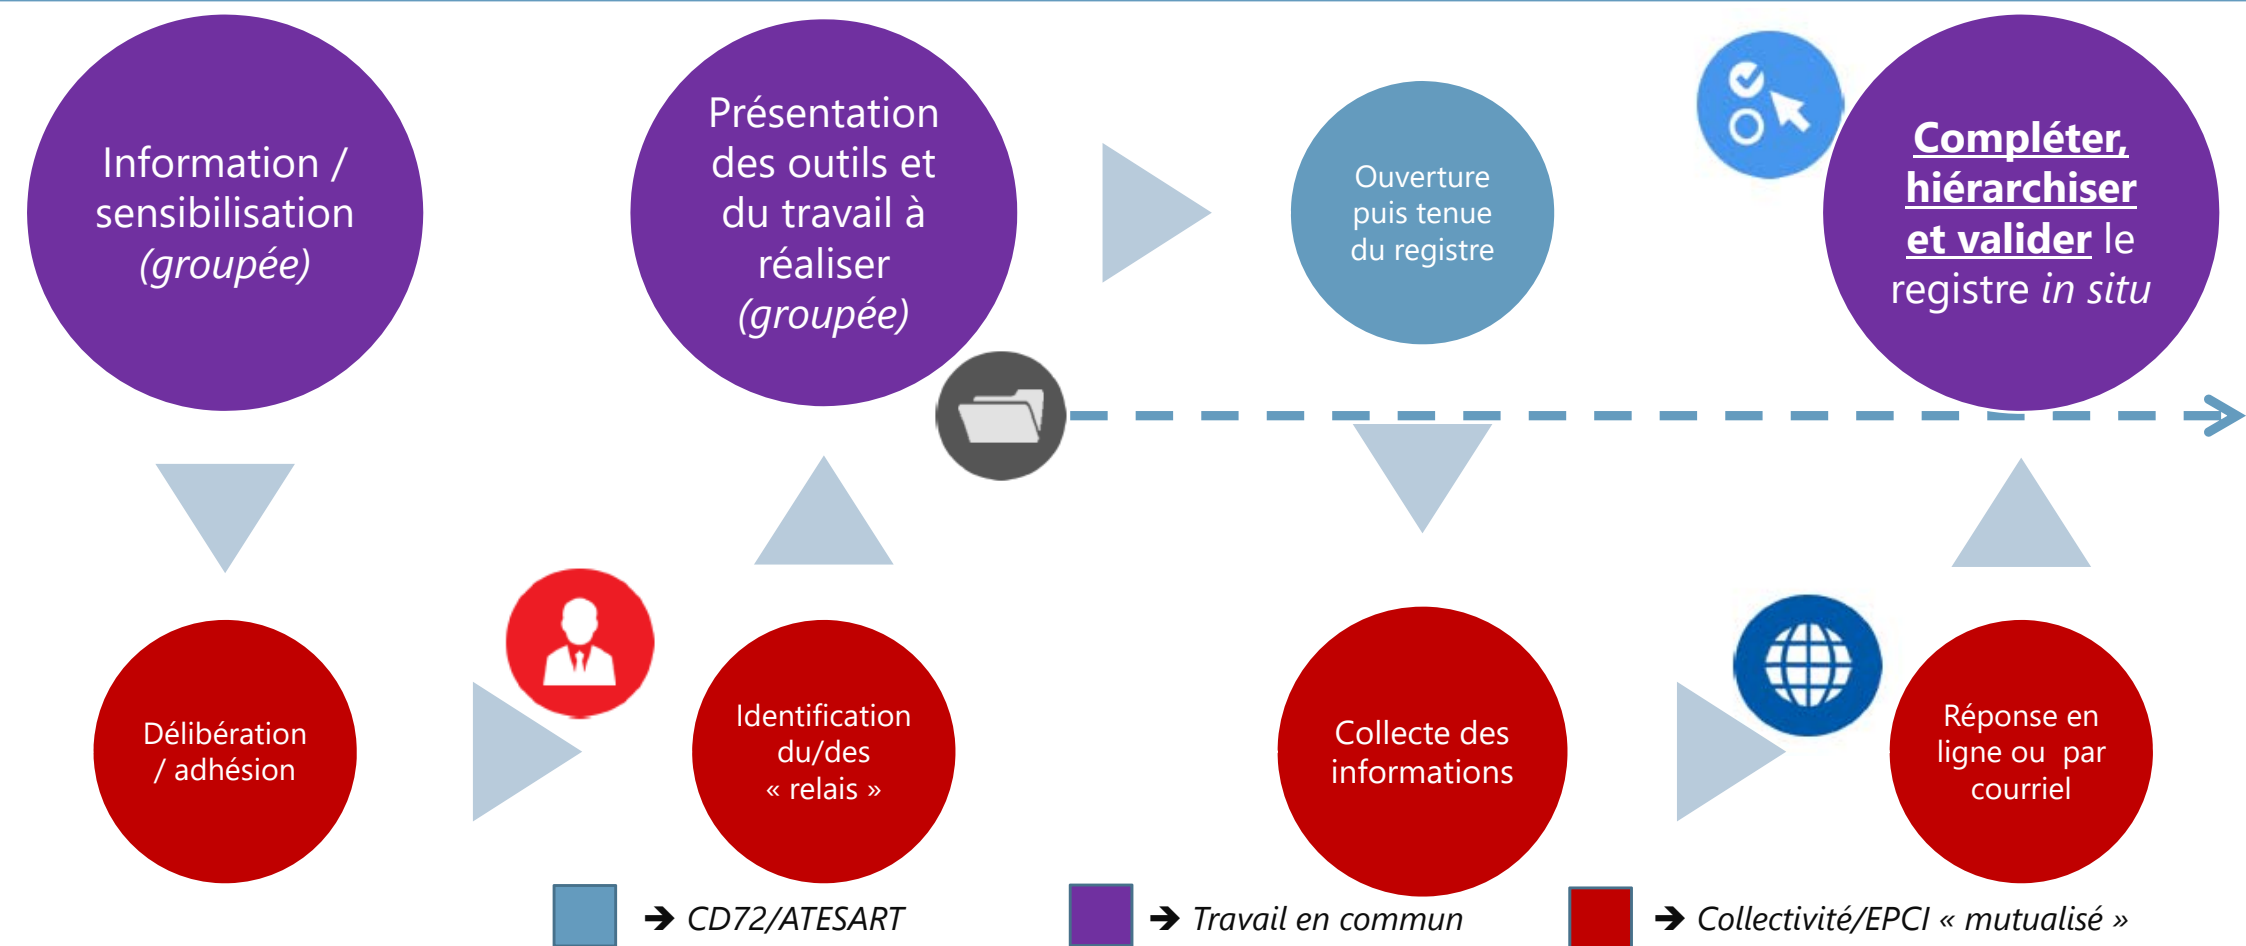 Information /
sensibilisation
(groupée)
Délibération
/ adhésion
Identification
du/des
« relais »
Présentation
des outils et
du travail à
réaliser
(groupée)
Ouverture
puis tenue
du registre
Collecte des
informations
Réponse en
ligne ou par
courriel
Compléter,
hiérarchiser
et valider le
registre in situ
➔ CD72/ATESART
➔ Travail en commun
➔ Collectivité/EPCI « mutualisé »